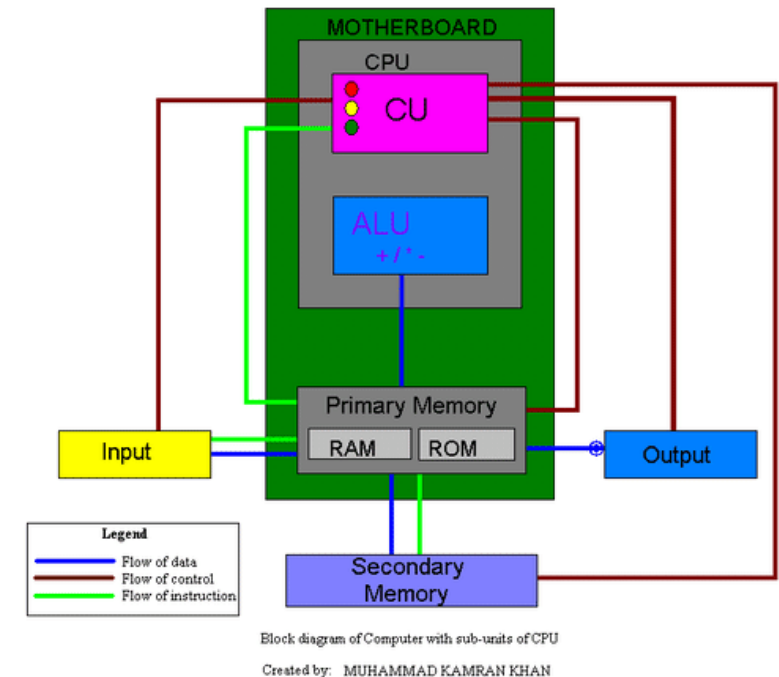 MOTHERBOARD
CPU
CU
ALU
+ / * -
Primary Memory
RAM
ROM
Input
Output
Secondary
Memory
Legend
Flow of data
Flow of control
Flow of instruction
Block diagram of Computer with sub-units of CPU
Created by: MUHAMMAD KAMRAN KHAN